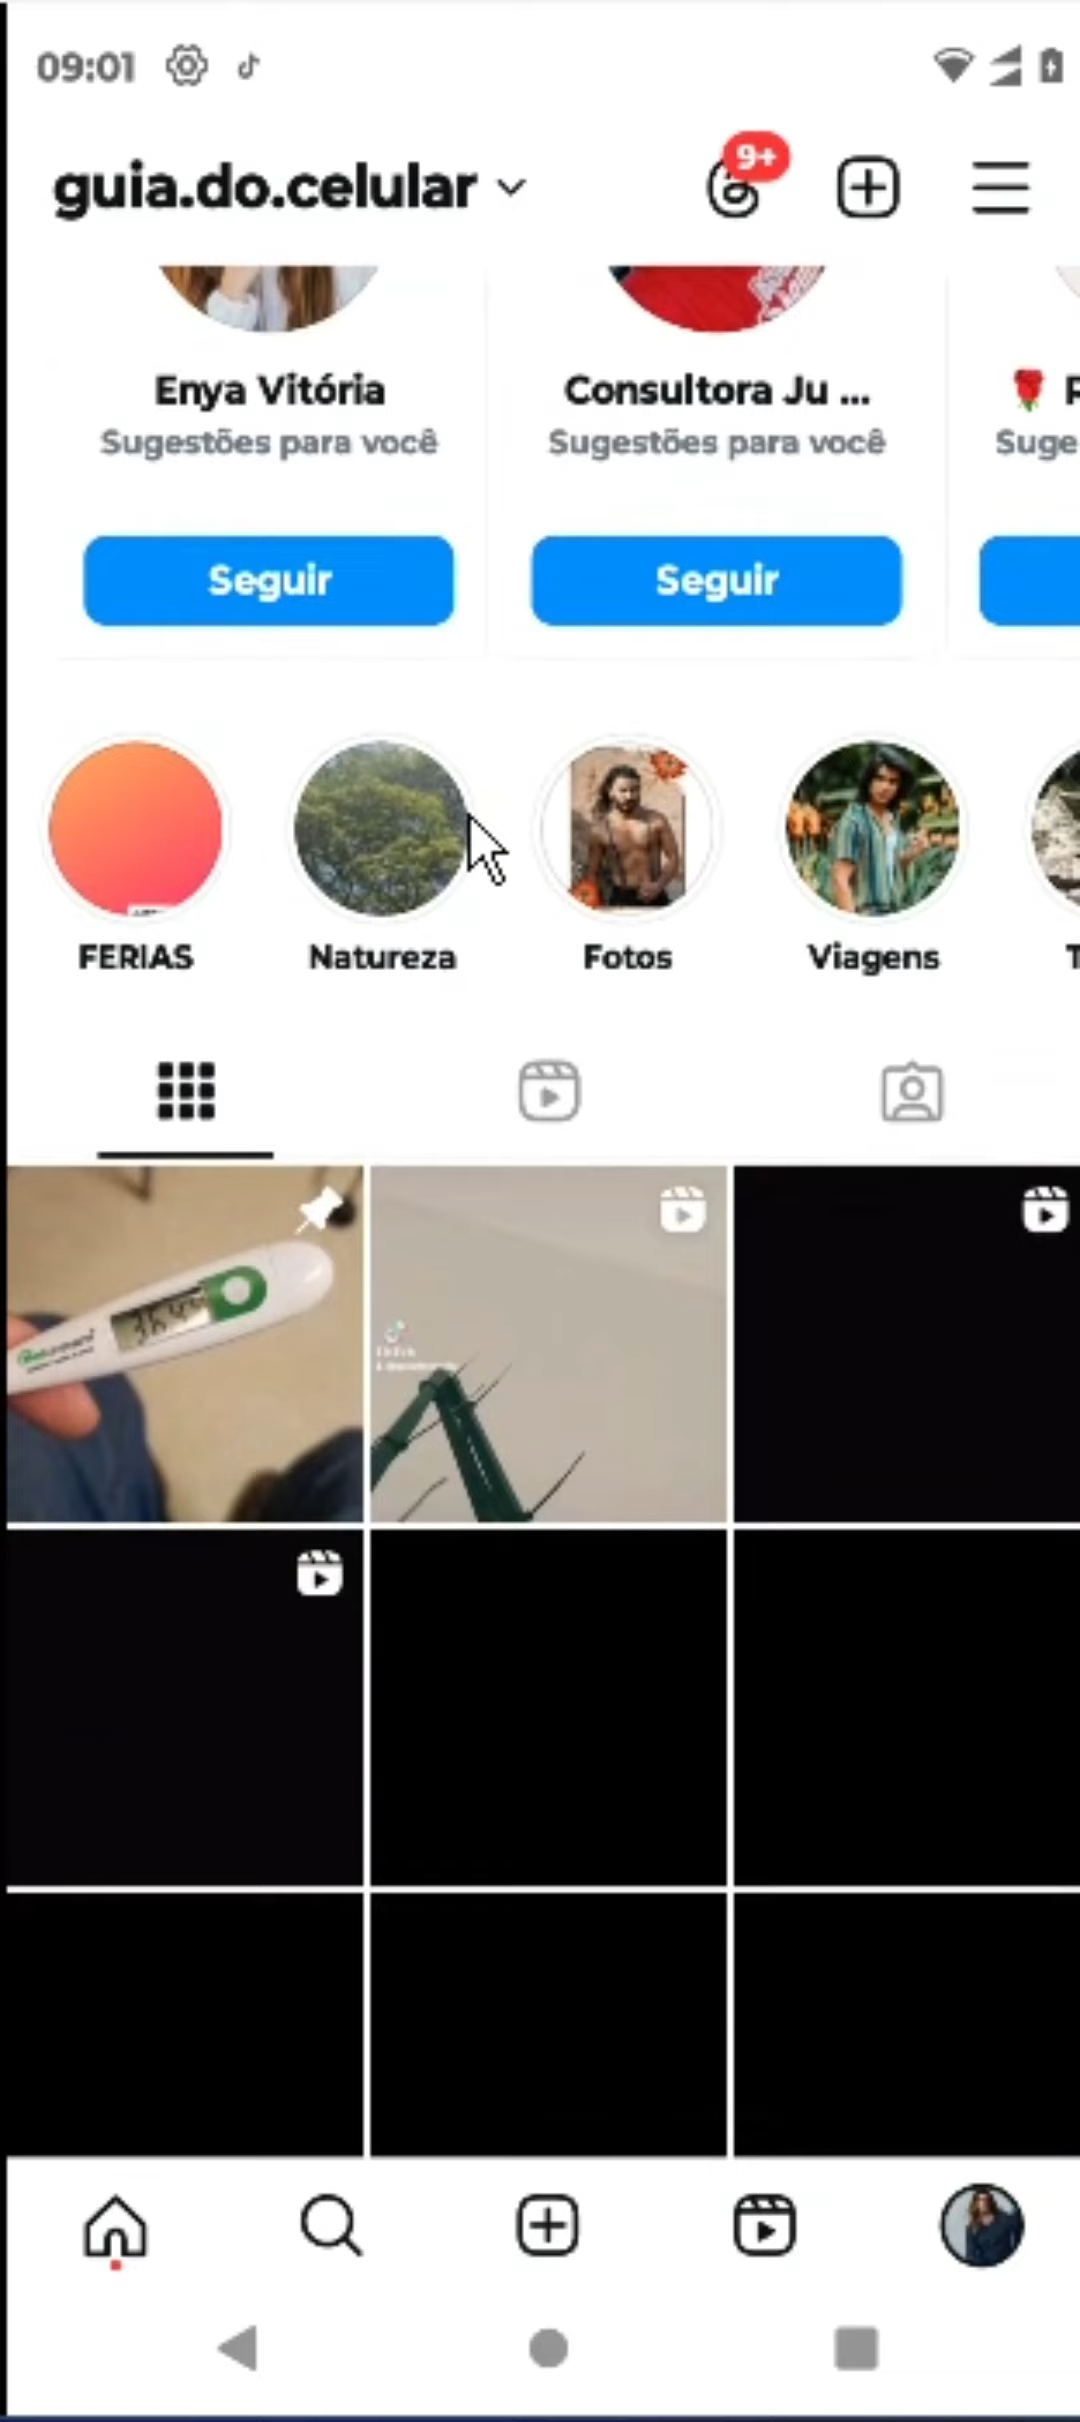 09:01
guia.do.celular
9+
Enya Vitória
Consultora Ju ...
Sugestões para você
Sugestões para você
Suge
Seguir
Seguir
FERIAS
Natureza
Fotos
Viagens